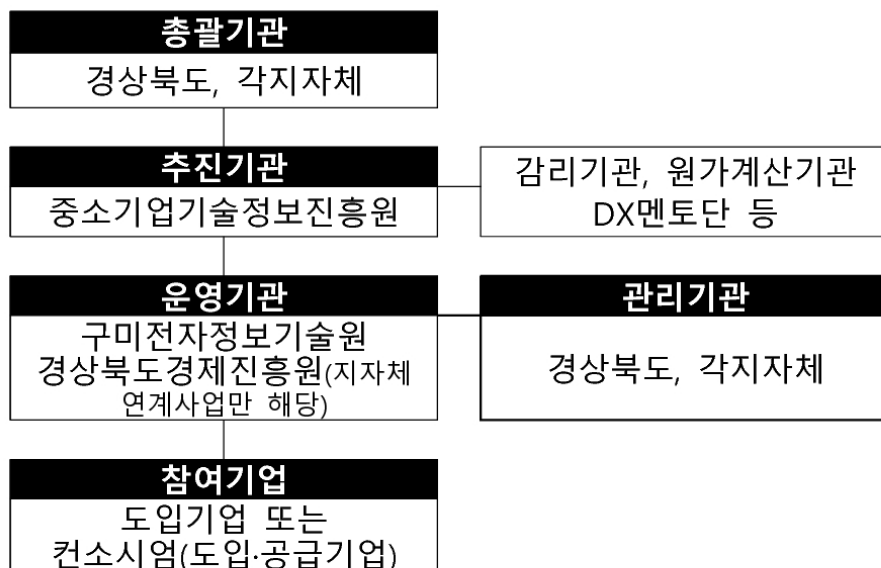 총괄기관
경상북도, 각지자체
추진기관
중소기업기술정보진흥원
감리기관, 원가계산기관
DX멘토단 등
운영기관
구미전자정보기술원
경상북도경제진흥원(지자체
연계사업만 해당)
관리기관
경상북도, 각지자체
참여기업
도입기업 또는
컨소시엄(도입·공급기업)